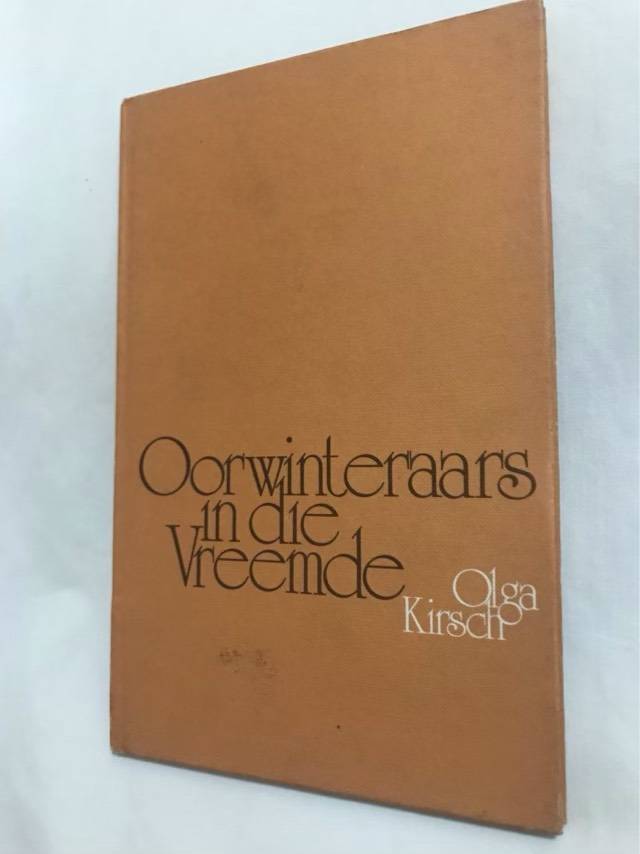 Oorwinteraars
in die
Vreemde
Olga
Kirsch